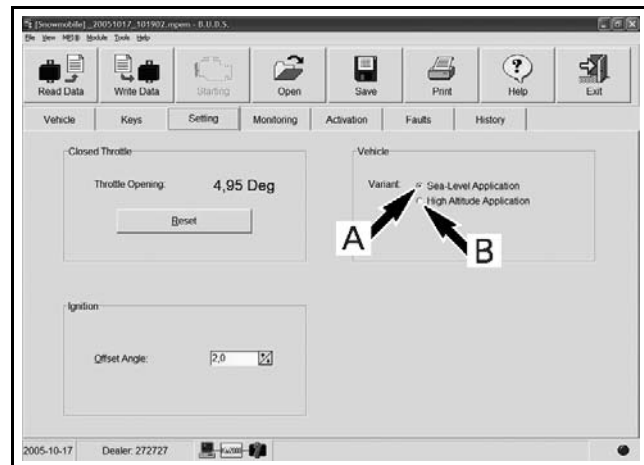 [Snowmobile] _20051017_101902.mpem - B.U.D.S.
File View MPEM Module Tools Help
Read Data Write Data Starting Open Save Print Help Exit
Vehicle Keys Setting Monitoring Activation Faults History
Closed Throttle Vehicle
Throttle Opening: 4,95 Deg Variant: Sea-Level Application
High Altitude Application
Reset
A B
Ignition
Offset Angle: 2,0
2005-10-17 Dealer: 272727 Kw2000